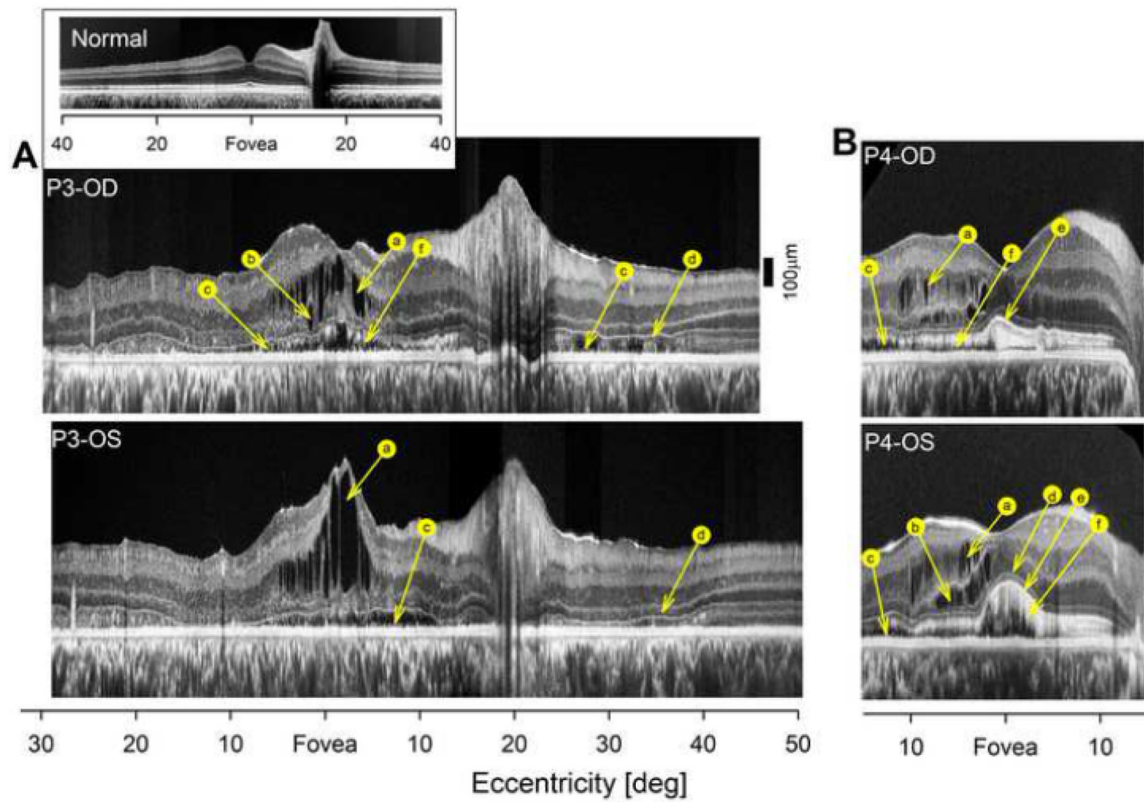 Normal
40 20 Fovea 20 40
A
P3-OD
a
b
f
c
c
d
100μm
P3-OS
a
c
d
30 20 10 Fovea 10 20 30 40 50
Eccentricity [deg]
B
P4-OD
a
e
c
f
P4-OS
a
d
e
b
f
c
10 Fovea 10